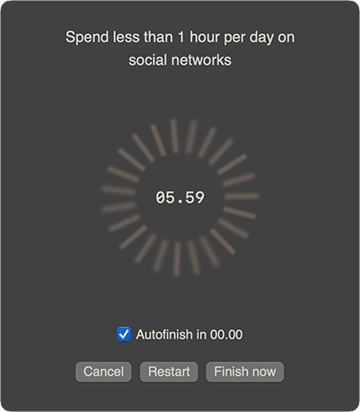 Spend less than 1 hour per day on
social networks
05.59
Autofinish in 00.00
Cancel Restart Finish now